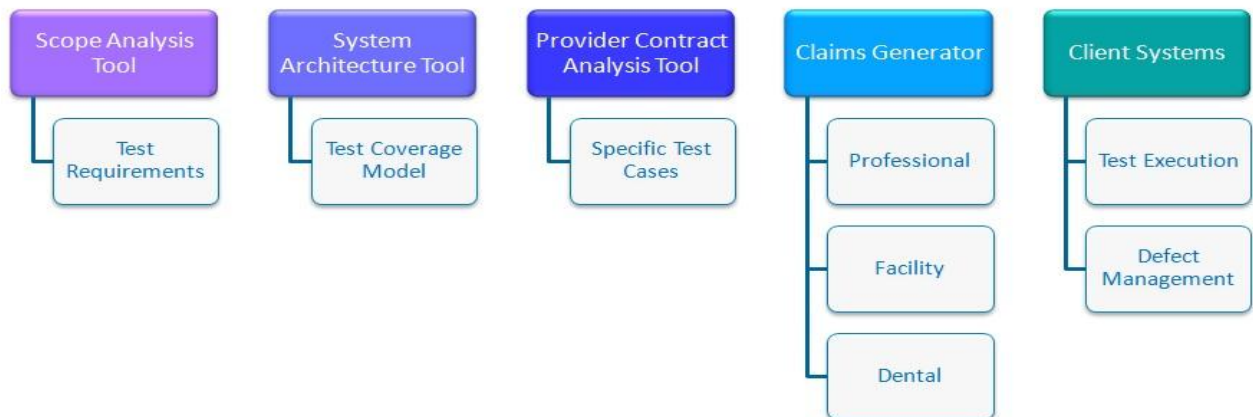 Scope Analysis
Tool
System
Architecture Tool
Provider Contract
Analysis Tool
Claims Generator
Client Systems
Test
Requirements
Test Coverage
Model
Specific Test
Cases
Professional
Test Execution
Facility
Defect
Management
Dental